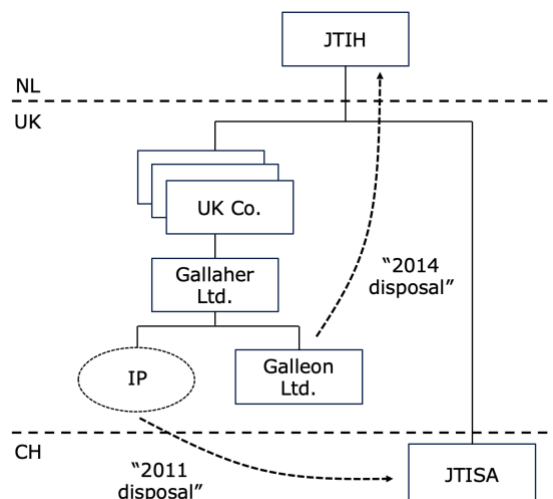 JTIH
NL
UK
UK Co.
Gallaher
Ltd.
“2014
disposal”
IP
Galleon
Ltd.
CH
“2011
disposal”
JTISA